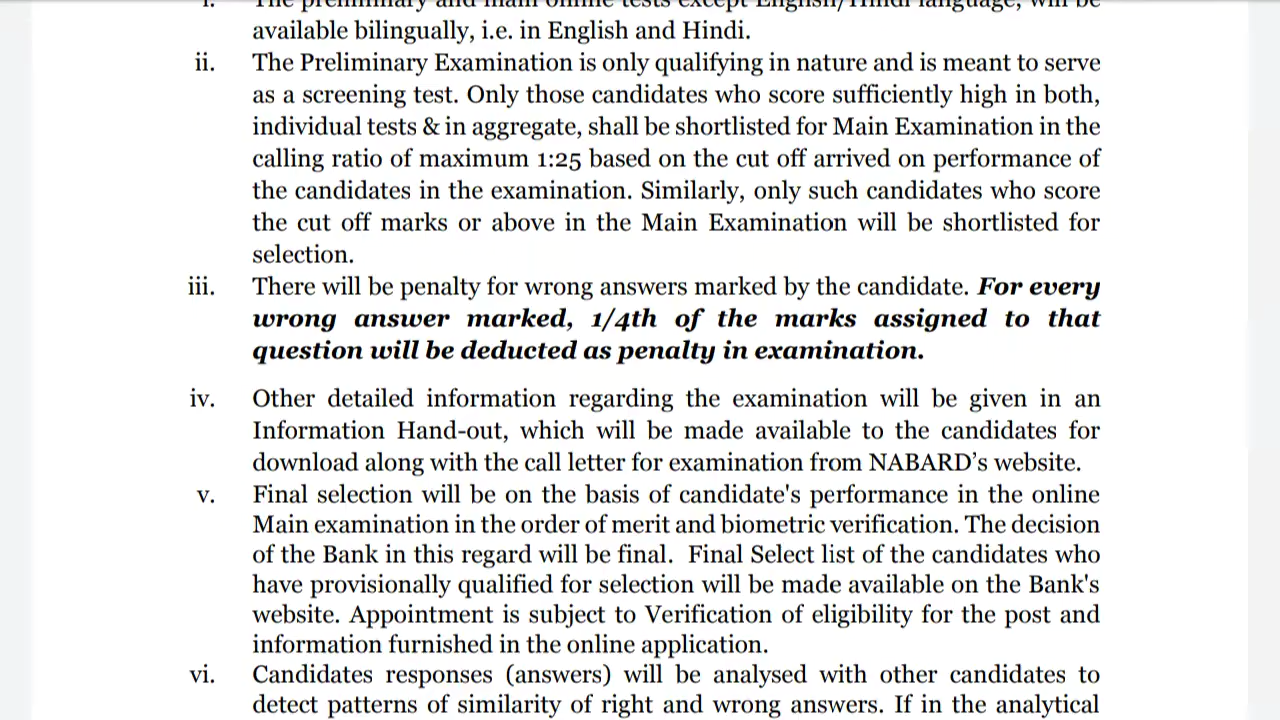 i. The preliminary and main online tests except English/Hindi language, will be
available bilingually, i.e. in English and Hindi.
ii. The Preliminary Examination is only qualifying in nature and is meant to serve
as a screening test. Only those candidates who score sufficiently high in both,
individual tests & in aggregate, shall be shortlisted for Main Examination in the
calling ratio of maximum 1:25 based on the cut off arrived on performance of
the candidates in the examination. Similarly, only such candidates who score
the cut off marks or above in the Main Examination will be shortlisted for
selection.
iii. There will be penalty for wrong answers marked by the candidate. For every
wrong answer marked, 1/4th of the marks assigned to that
question will be deducted as penalty in examination.
iv. Other detailed information regarding the examination will be given in an
Information Hand-out, which will be made available to the candidates for
download along with the call letter for examination from NABARD’s website.
v. Final selection will be on the basis of candidate's performance in the online
Main examination in the order of merit and biometric verification. The decision
of the Bank in this regard will be final.  Final Select list of the candidates who
have provisionally qualified for selection will be made available on the Bank's
website. Appointment is subject to Verification of eligibility for the post and
information furnished in the online application.
vi. Candidates responses (answers) will be analysed with other candidates to
detect patterns of similarity of right and wrong answers. If in the analytical